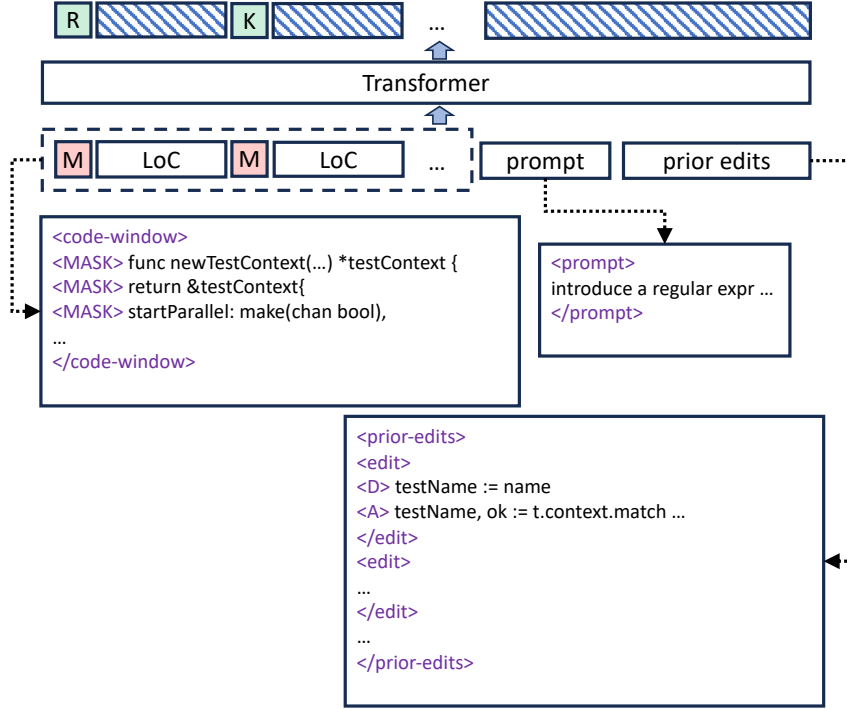 R K ...
Transformer
M LoC M LoC ... prompt prior edits
<code-window>
<MASK> func newTestContext(…) *testContext {
<MASK> return &testContext{
<MASK> startParallel: make(chan bool),
…
</code-window>
<prompt>
introduce a regular expr ...
</prompt>
<prior-edits>
<edit>
<D> testName := name
<A> testName, ok := t.context.match ...
</edit>
<edit>
…
</edit>
…
</prior-edits>